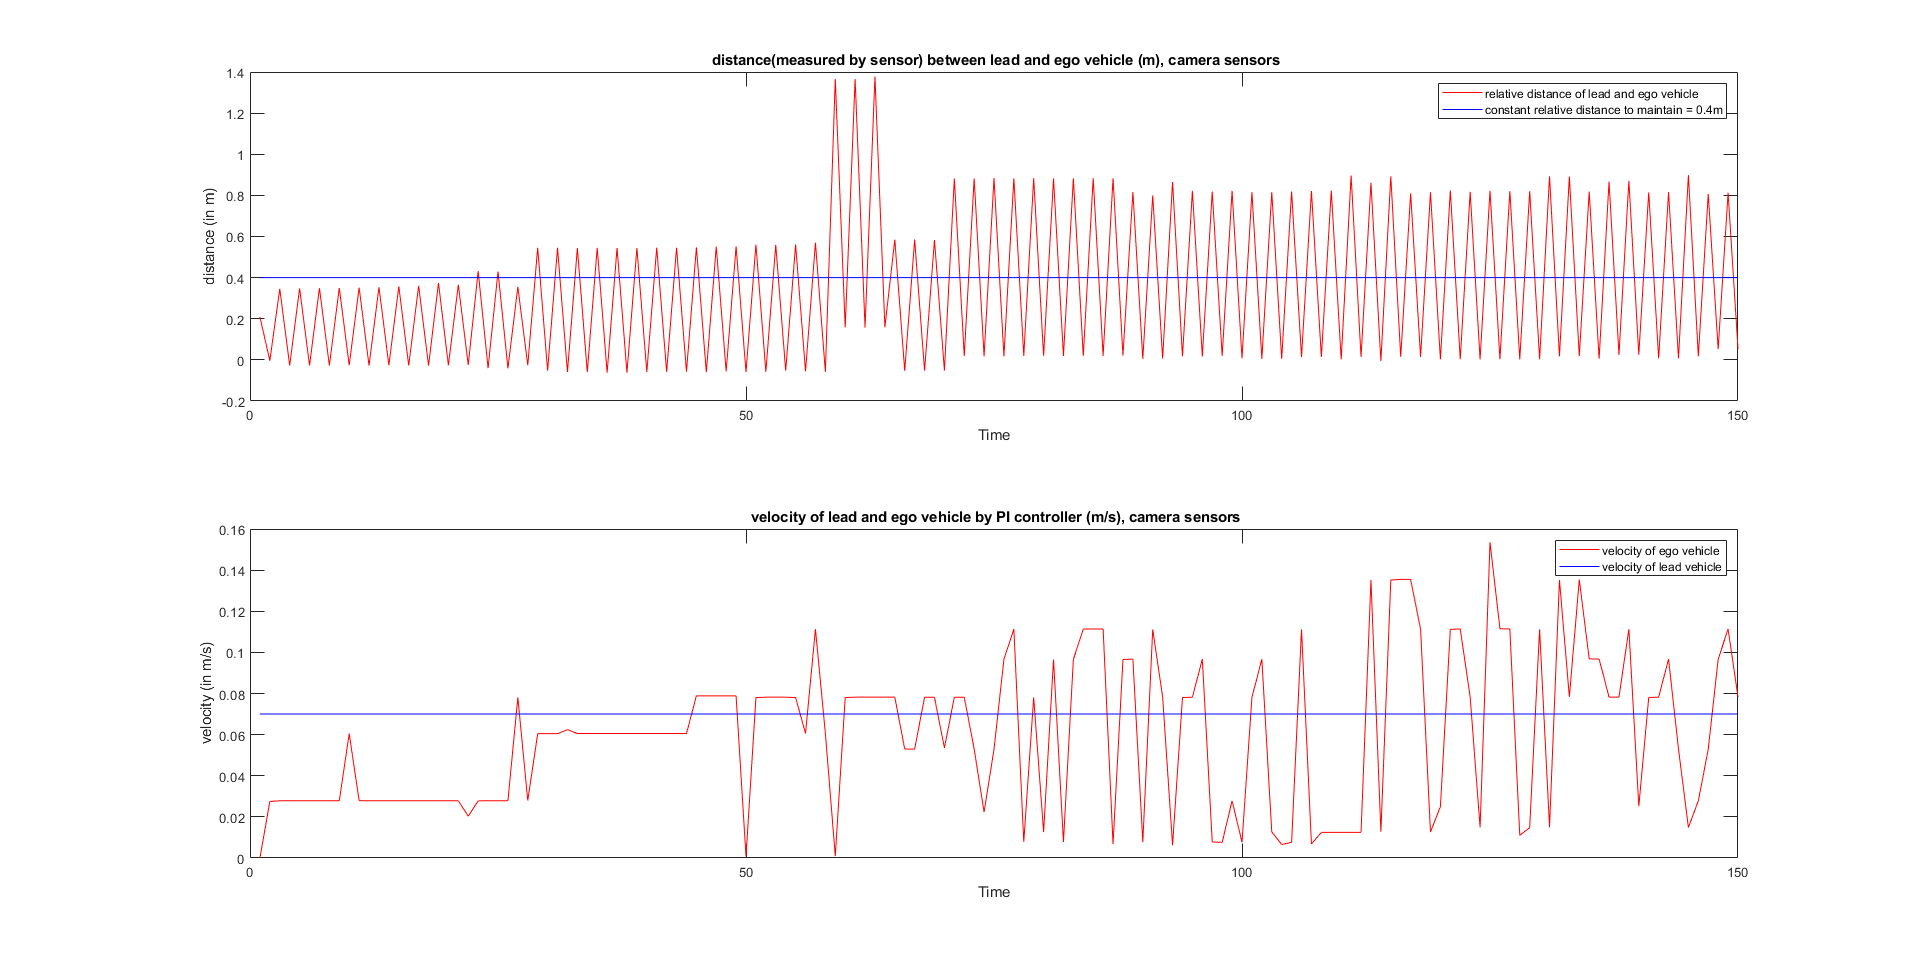 distance(measured by sensor) between lead and ego vehicle (m), camera sensors
1.4
1.2
1
0.8
0.6
0.4
0.2
0
-0.2
distance (in m)
relative distance of lead and ego vehicle
constant relative distance to maintain = 0.4m
0
50
100
150
Time
velocity of lead and ego vehicle by PI controller (m/s), camera sensors
0.16
0.14
0.12
0.1
0.08
0.06
0.04
0.02
0
velocity (in m/s)
velocity of ego vehicle
velocity of lead vehicle
0
50
100
150
Time